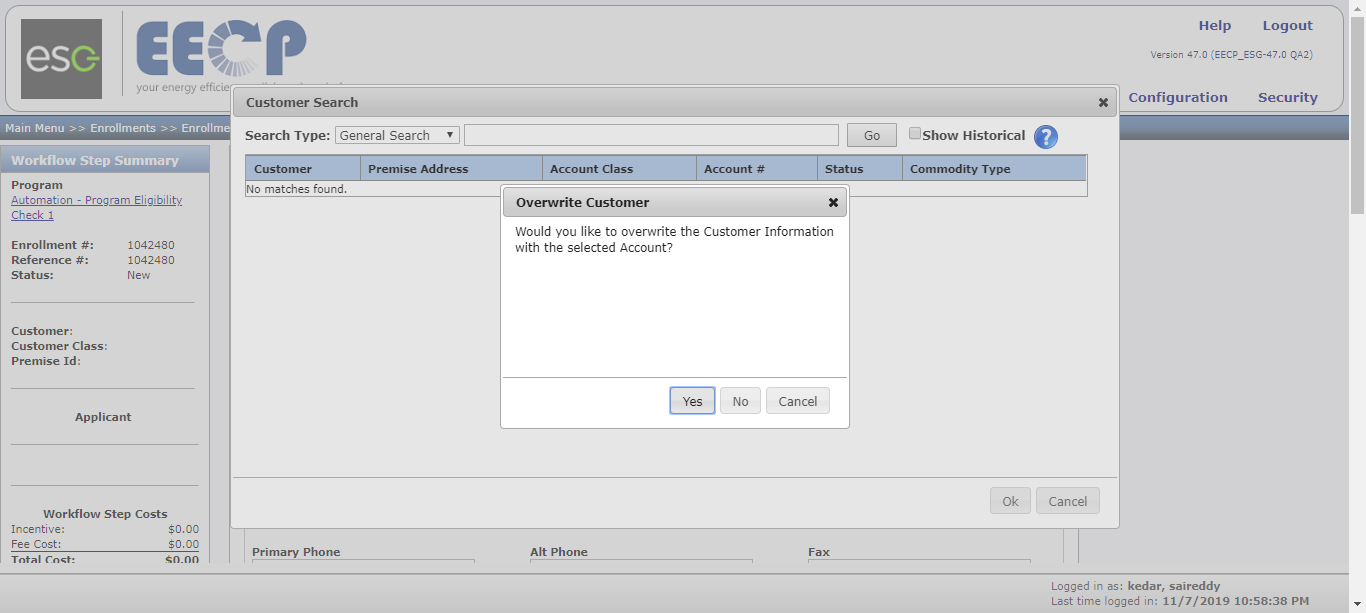 esg
EECP
your energy efficie
Help Logout
Version 47.0 (EECP_ESG-47.0 QA2)
Configuration Security
Main Menu >> Enrollments >> Enrollme
Customer Search
Search Type: General Search Go Show Historical ?
Customer Premise Address Account Class Account # Status Commodity Type
No matches found.
Overwrite Customer
Would you like to overwrite the Customer Information
with the selected Account?
Yes No Cancel
Ok Cancel
Workflow Step Summary
Program
Automation - Program Eligibility
Check 1
Enrollment #: 1042480
Reference #: 1042480
Status: New
Customer:
Customer Class:
Premise Id:
Applicant
Workflow Step Costs
Incentive: $0.00
Fee Cost: $0.00
Total Cost: $0.00
Primary Phone Alt Phone Fax
Logged in as: kedar, saireddy
Last time logged in: 11/7/2019 10:58:38 PM